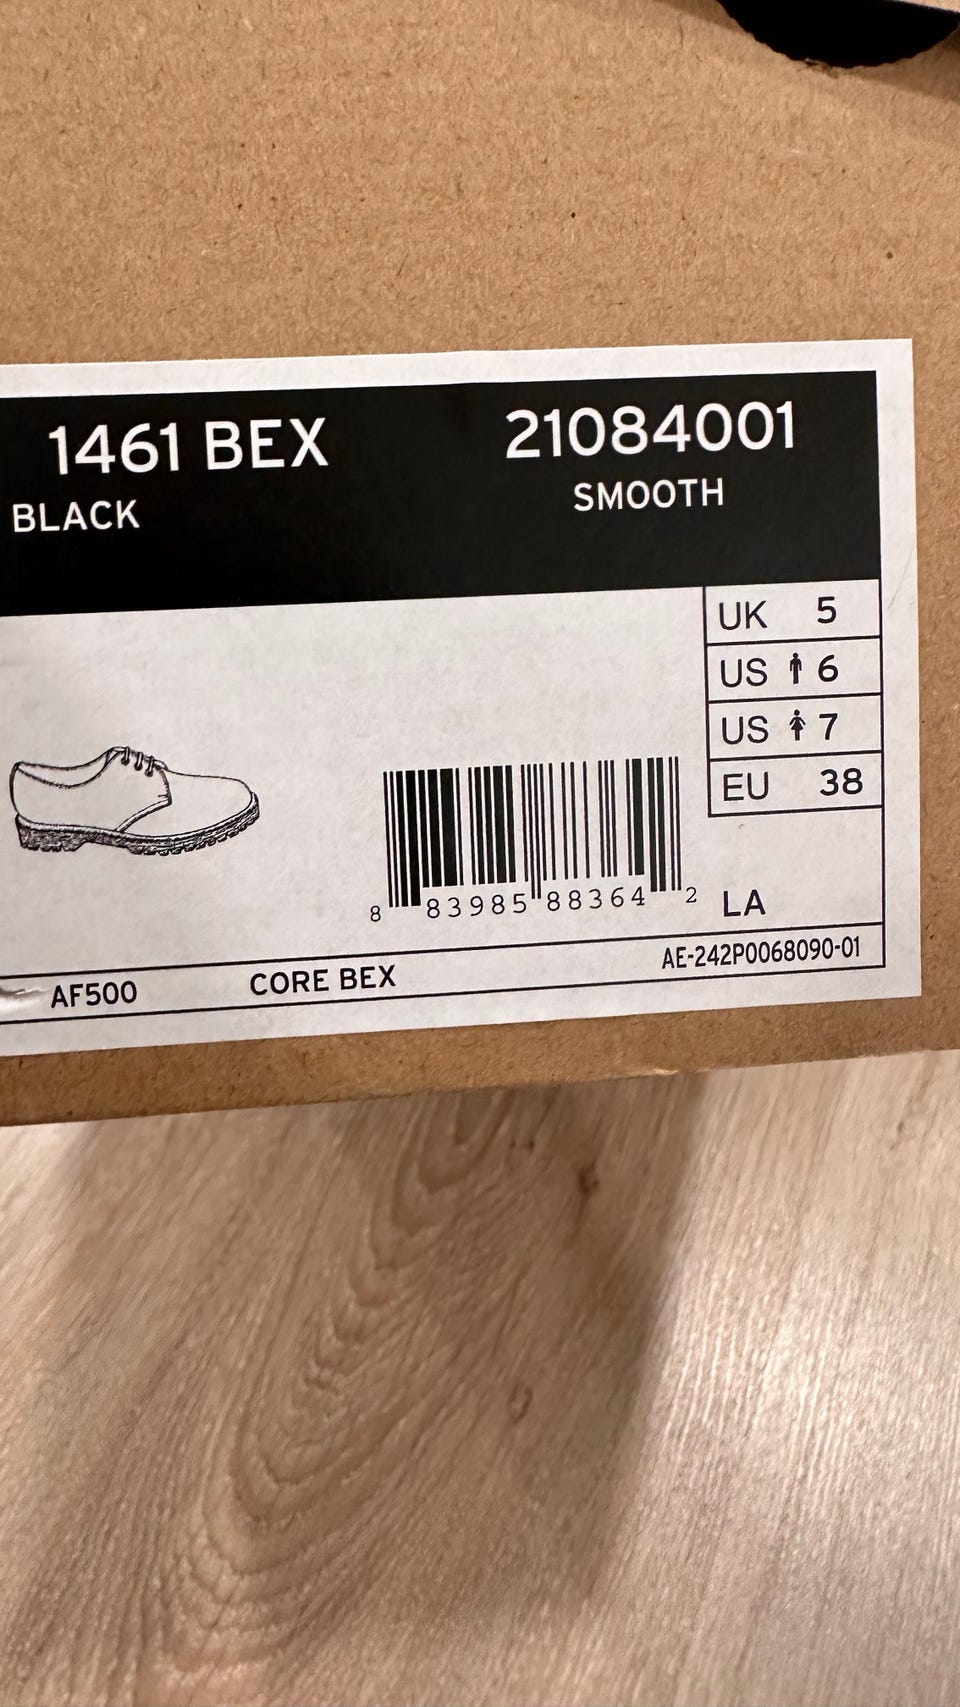 1461 BEX 21084001
BLACK SMOOTH
UK 5
US 6
US 7
EU 38
8 83985 88364 2 LA
AF500 CORE BEX AE-242P0068090-01